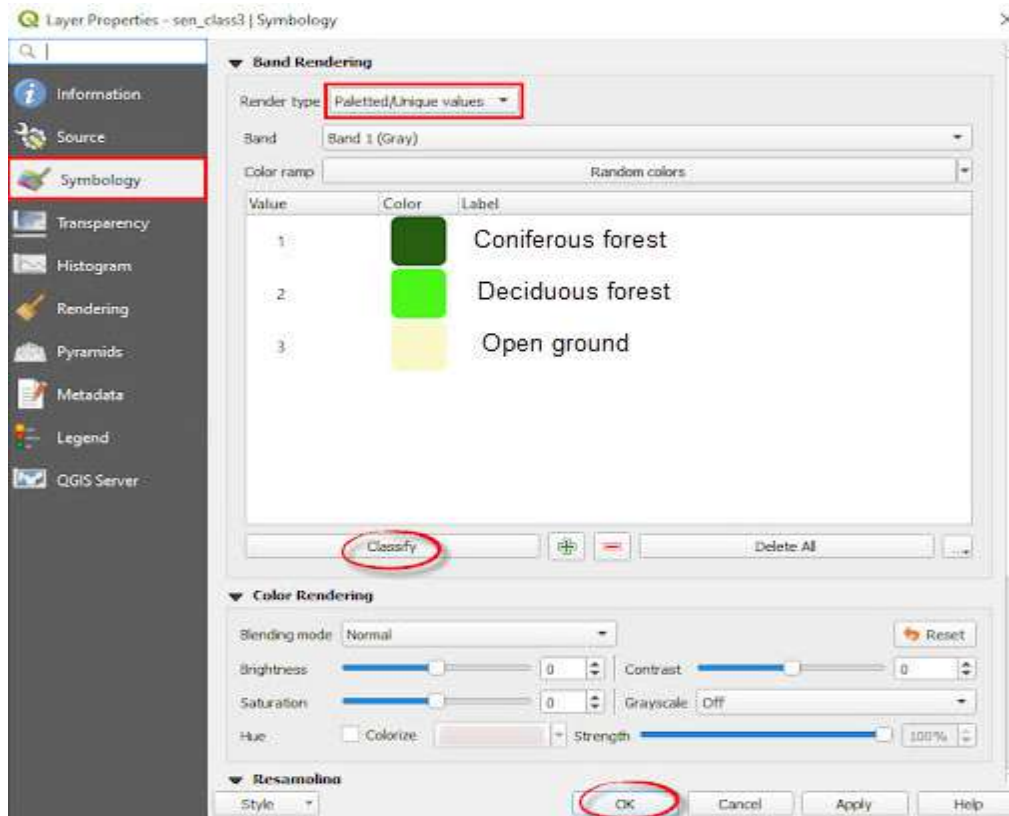 Layer Properties - sen_class3 | Symbology
Information
Source
Symbology
Transparency
Histogram
Rendering
Pyramids
Metadata
Legend
QGIS Server
Band Rendering
Render type Paletted/Unique values
Band Band 1 (Gray)
Color ramp Random colors
Value Color Label
1 Coniferous forest
2 Deciduous forest
3 Open ground
Classify Delete All ...
Color Rendering
Blending mode Normal Reset
Brightness 0 Contrast 0
Saturation 0 Grayscale Off
Hue Colorize Strength 100%
Resampling
Style OK Cancel Apply Help